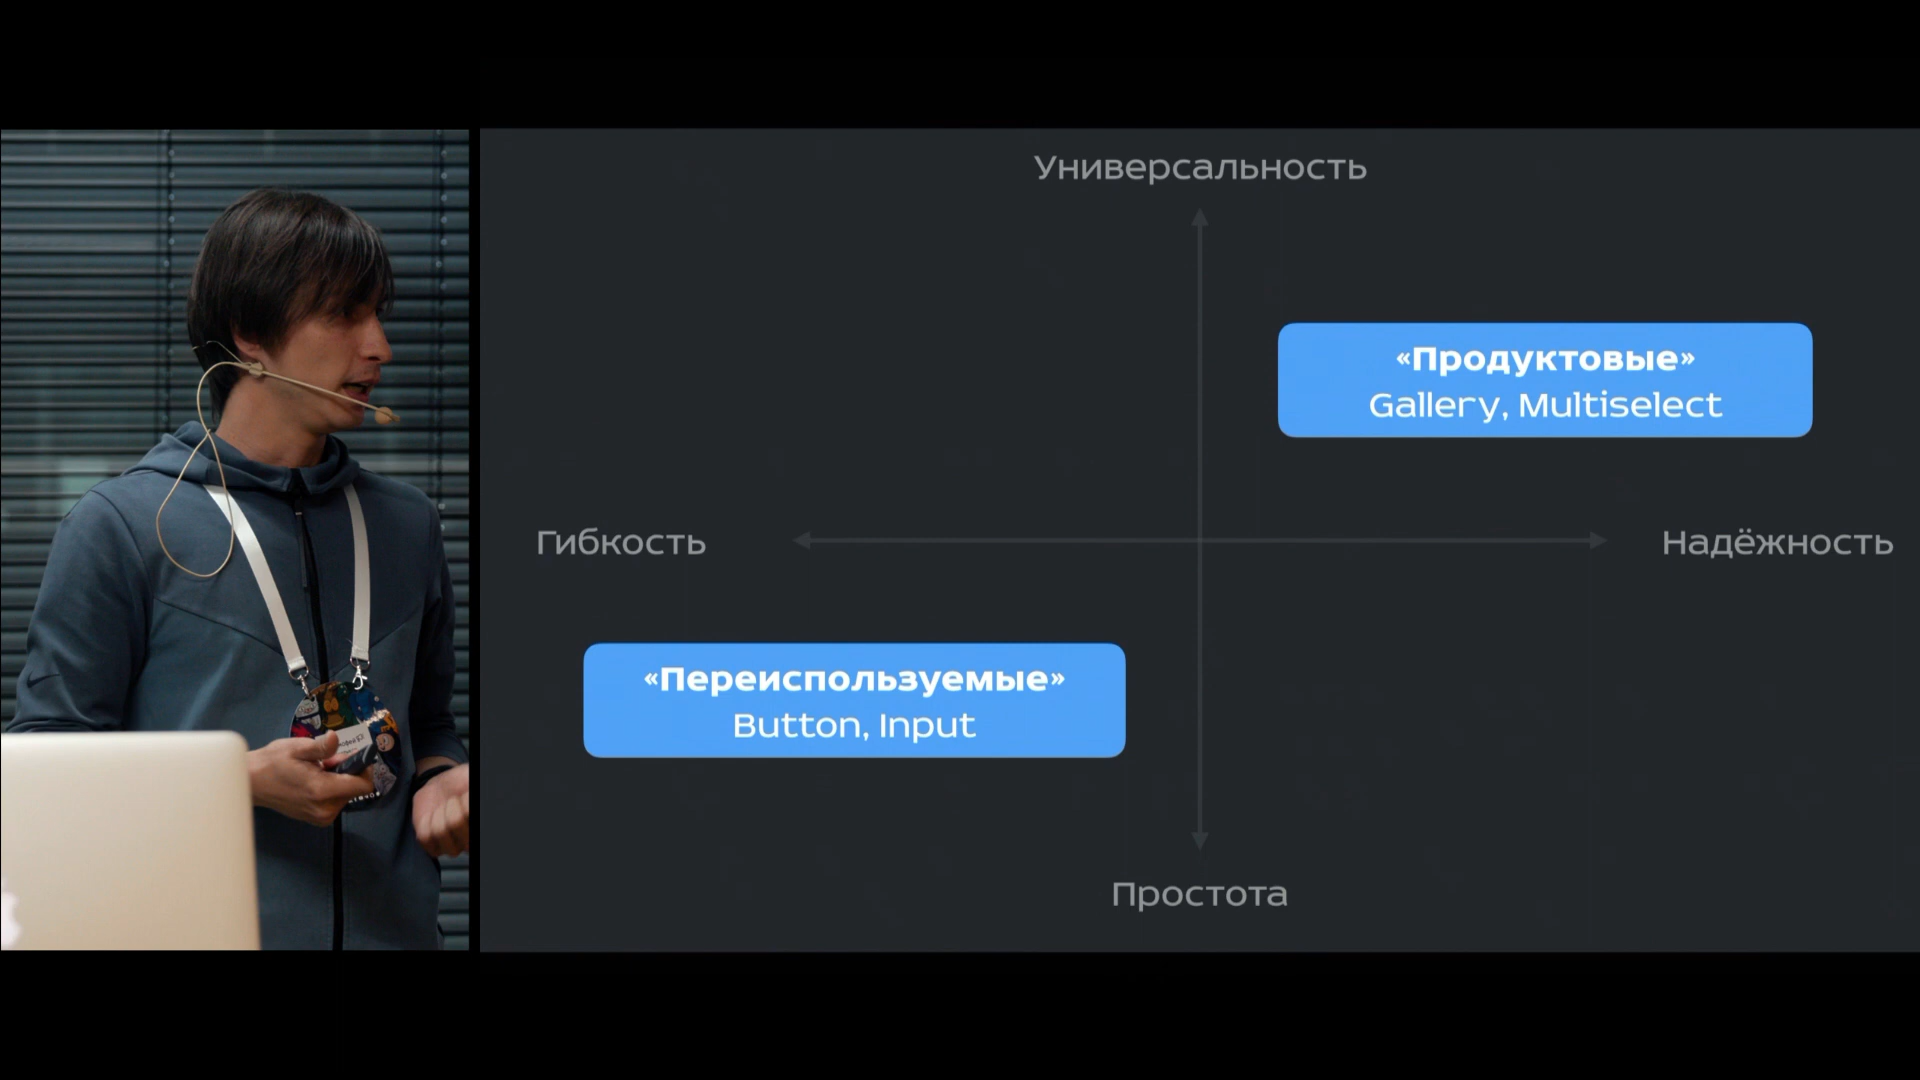 Универсальность
«Продуктовые»
Gallery, Multiselect
Гибкость
Надёжность
«Переиспользуемые»
Button, Input
Простота